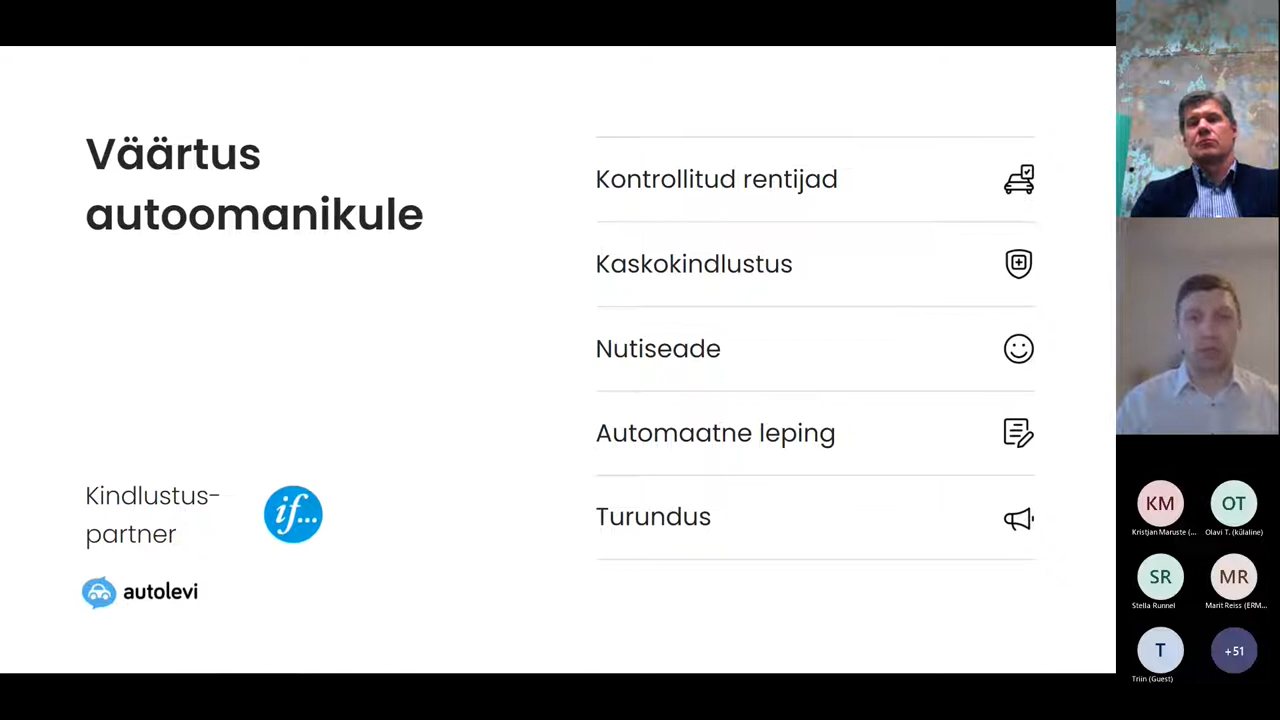 Väärtus
autoomanikule
Kontrollitud rentijad
Kaskokindlustus
Nutiseade
Automaatne leping
Turundus
Kindlustus-
partner
if...
autolevi
KM
OT
Kristjan Maruste (...
Olavi T. (külaline)
SR
MR
Stella Runnel
Marit Reiss (ERM...
T
+51
Triin (Guest)